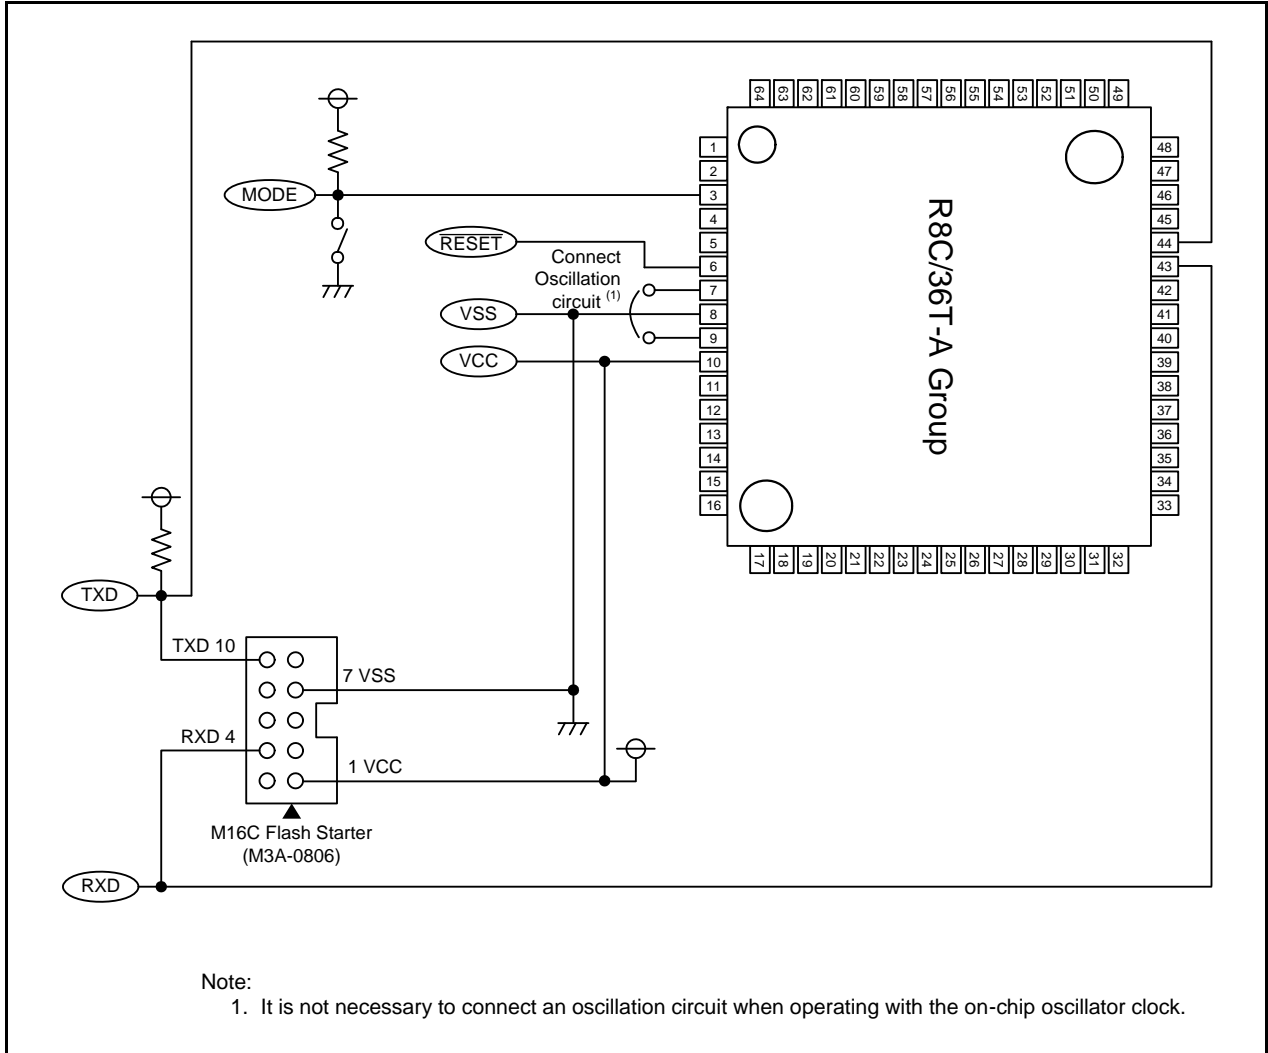 64 63 62 61 60 59 58 57 56 55 54 53 52 51 50 49
1
2
3
4
5
6
7
8
9
10
11
12
13
14
15
16
48
47
46
45
44
43
42
41
40
39
38
37
36
35
34
33
17 18 19 20 21 22 23 24 25 26 27 28 29 30 31 32
R8C/36T-A Group
MODE
RESET
Connect
Oscillation
circuit (1)
VSS
VCC
TXD
TXD 10
7 VSS
RXD 4
1 VCC
M16C Flash Starter
(M3A-0806)
RXD
Note:
1. It is not necessary to connect an oscillation circuit when operating with the on-chip oscillator clock.